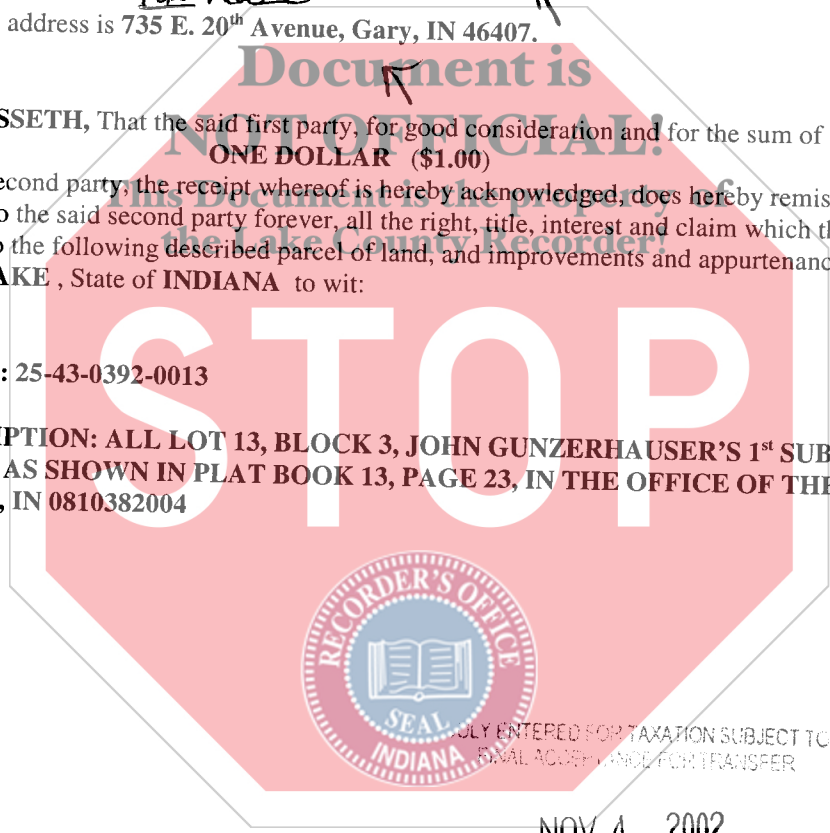 address is 735 E. 20th Avenue, Gary, IN 46407.
Document is
NOT OFFICIAL!
This Document is the property of
the Lake County Recorder!
SSETH, That the said first party, for good consideration and for the sum of
ONE DOLLAR ($1.00)
econd party, the receipt whereof is hereby acknowledged, does hereby remis
o the said second party forever, all the right, title, interest and claim which th
o the following described parcel of land, and improvements and appurtenanc
AKE , State of INDIANA to wit:
STOP
: 25-43-0392-0013
IPTION: ALL LOT 13, BLOCK 3, JOHN GUNZERHAUSER'S 1st SUB
AS SHOWN IN PLAT BOOK 13, PAGE 23, IN THE OFFICE OF THE
, IN 0810382004
RECORDER'S OFFICE
SEAL
INDIANA
ENTERED FOR TAXATION SUBJECT TO
FINAL ACCEPTANCE FOR TRANSFER
NOV 4 2002